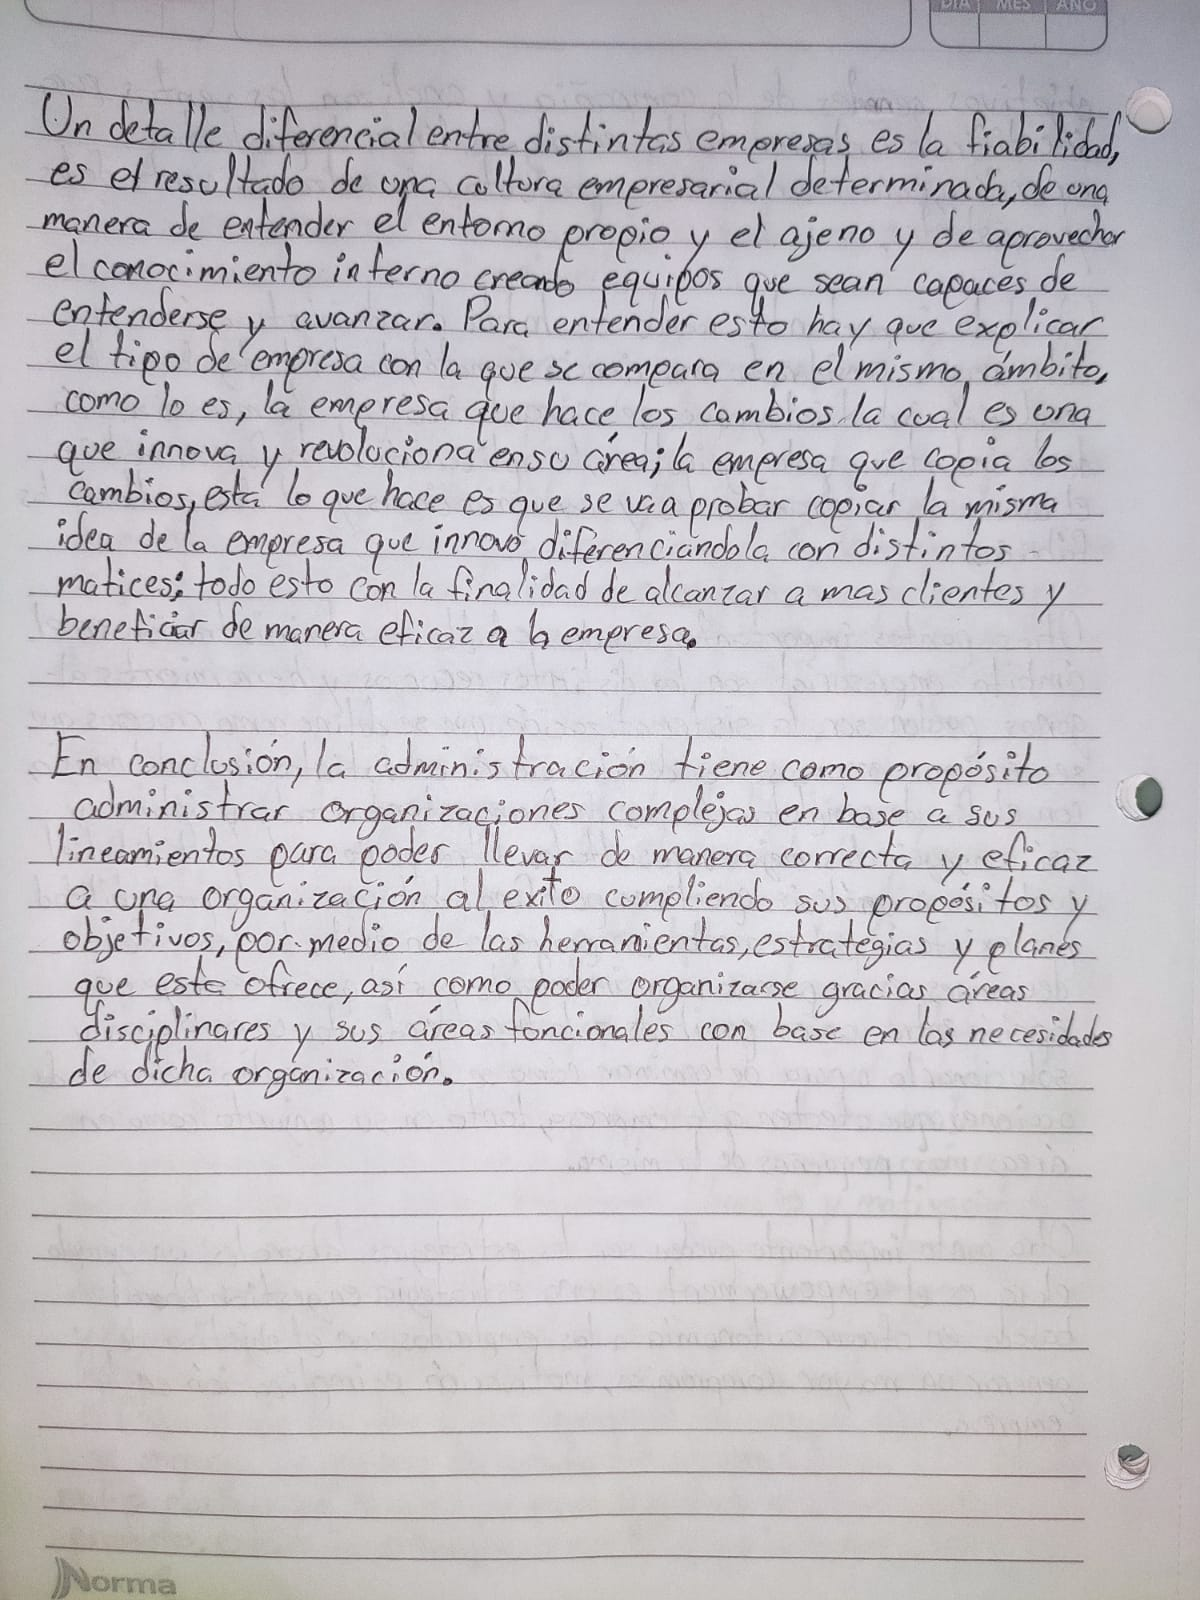 DIA MES AÑO
Un detalle diferencial entre distintas empresas es la fiabilidad,
es el resultado de una cultura empresarial determinada, de una
manera de entender el entorno propio y el ajeno y de aprovechar
el conocimiento interno creando equipos que sean capaces de
entenderse y avanzar. Para entender esto hay que explicar
el tipo de empresa con la que se compara en el mismo ámbito,
como lo es, la empresa que hace los cambios la cual es una
que innova y revoluciona en su área; la empresa que copia los
cambios, está lo que hace es que se va a probar copiar la misma
idea de la empresa que innovó diferenciándola con distintos
matices; todo esto con la finalidad de alcanzar a mas clientes y
beneficiar de manera eficaz a la empresa.
En conclusión, la administración tiene como propósito
administrar organizaciones complejas en base a sus
lineamientos para poder llevar de manera correcta y eficaz
a una organización al exito cumpliendo sus propósitos y
objetivos, por medio de las herramientas, estrategias y planes
que este ofrece, así como poder organizarse gracias áreas
disciplinares y sus áreas funcionales con base en las necesidades
de dicha organización.
Norma